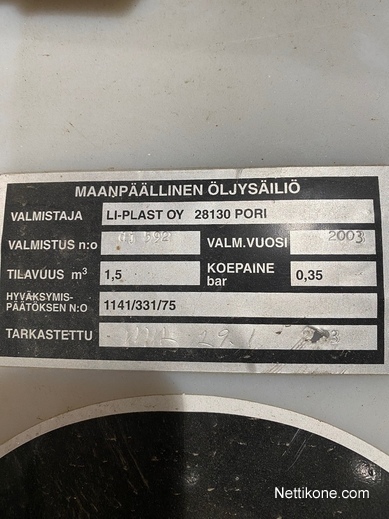 MAANPÄÄLLINEN ÖLJYSÄILIÖ
VALMISTAJA LI-PLAST OY 28130 PORI
VALMISTUS n:o 592 VALM.VUOSI 2003
TILAVUUS m³ 1,5 KOEPAINE bar 0,35
HYVÄKSYMIS-
PÄÄTÖKSEN N:O 1141/331/75
TARKASTETTU
Nettikone.com